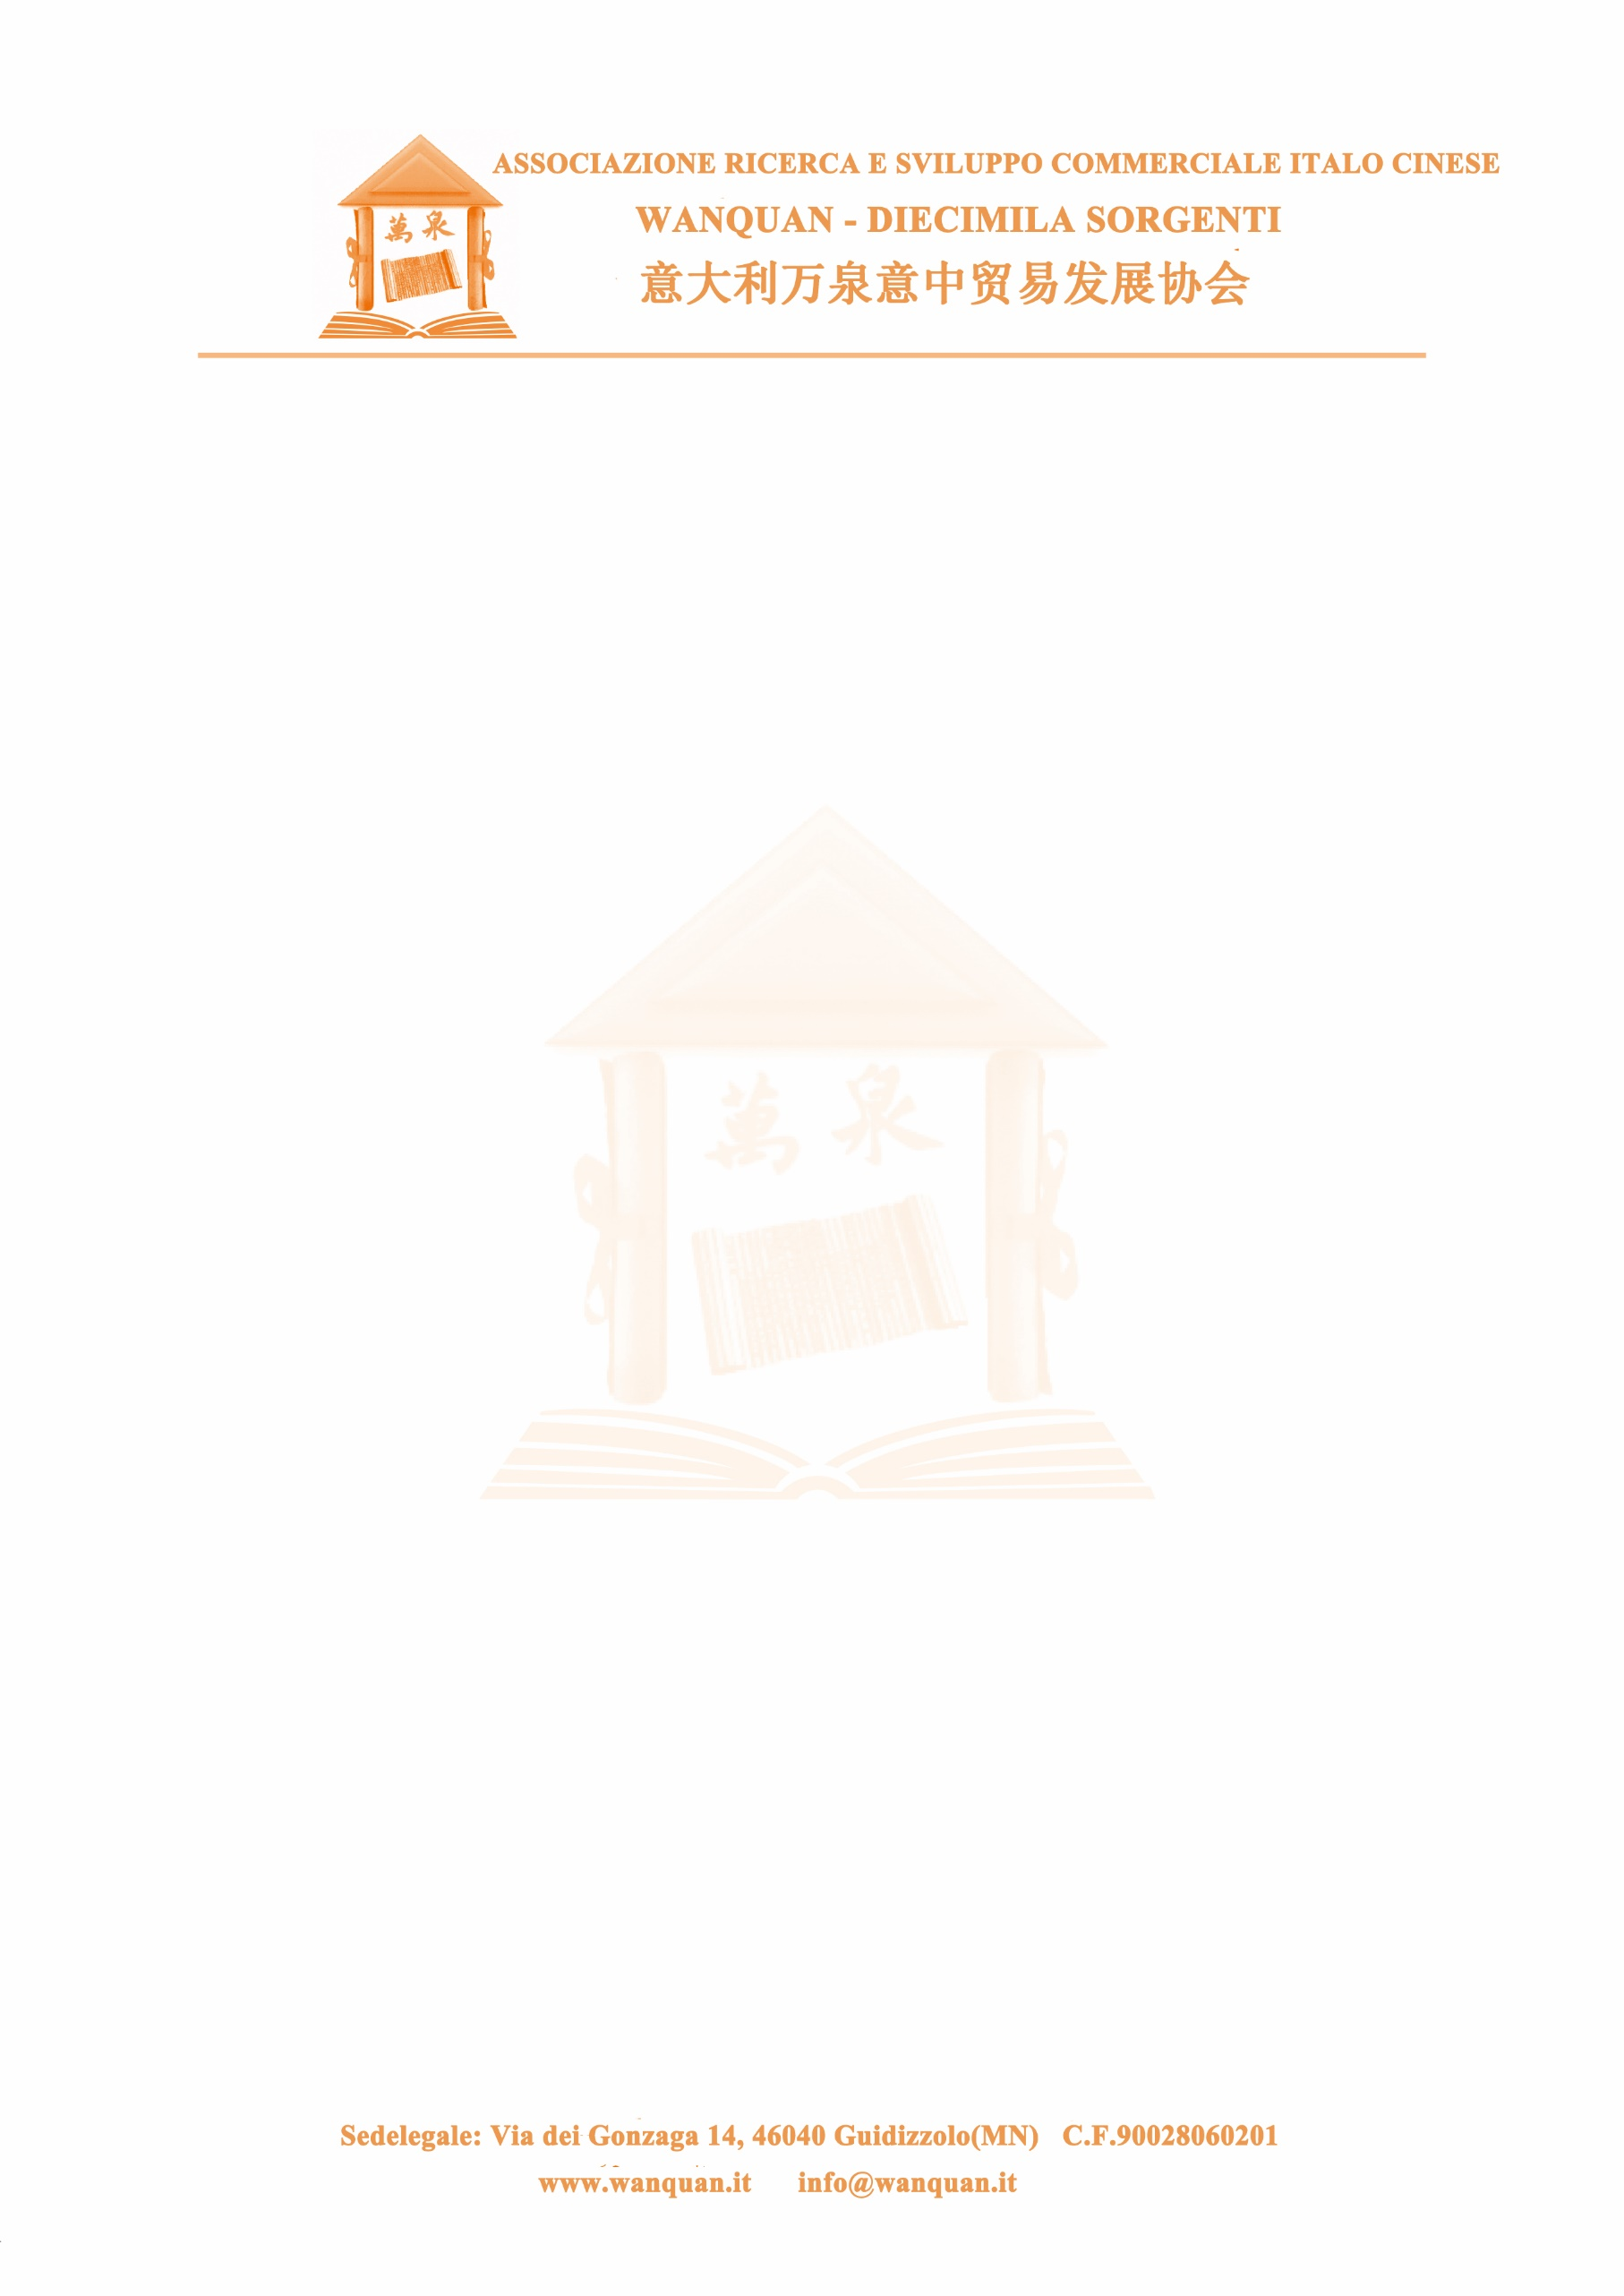 ASSOCIAZIONE RICERCA E SVILUPPO COMMERCIALE ITALO CINESE
WANQUAN - DIECIMILA SORGENTI
萬泉
意大利万泉意中贸易发展协会
萬泉
Sedelegale: Via dei Gonzaga 14, 46040 Guidizzolo(MN) C.F.90028060201
www.wanquan.it info@wanquan.it